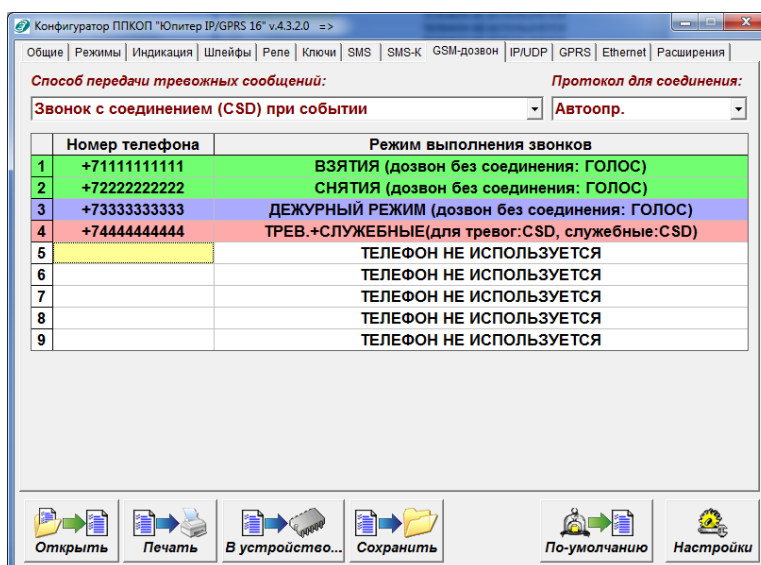 Конфигуратор ППКОП "Юпитер IP/GPRS 16" v.4.3.2.0 =>
Общие Режимы Индикация Шлейфы Реле Ключи SMS SMS-K GSM-дозвон IP/UDP GPRS Ethernet Расширения
Способ передачи тревожных сообщений: Протокол для соединения:
Звонок с соединением (CSD) при событии Автоопр.
Номер телефона Режим выполнения звонков
1 +71111111111 ВЗЯТИЯ (дозвон без соединения: ГОЛОС)
2 +72222222222 СНЯТИЯ (дозвон без соединения: ГОЛОС)
3 +73333333333 ДЕЖУРНЫЙ РЕЖИМ (дозвон без соединения: ГОЛОС)
4 +74444444444 ТРЕВ.+СЛУЖЕБНЫЕ(для тревог:CSD, служебные:CSD)
5 ТЕЛЕФОН НЕ ИСПОЛЬЗУЕТСЯ
6 ТЕЛЕФОН НЕ ИСПОЛЬЗУЕТСЯ
7 ТЕЛЕФОН НЕ ИСПОЛЬЗУЕТСЯ
8 ТЕЛЕФОН НЕ ИСПОЛЬЗУЕТСЯ
9 ТЕЛЕФОН НЕ ИСПОЛЬЗУЕТСЯ
Открыть Печать В устройство... Сохранить По-умолчанию Настройки